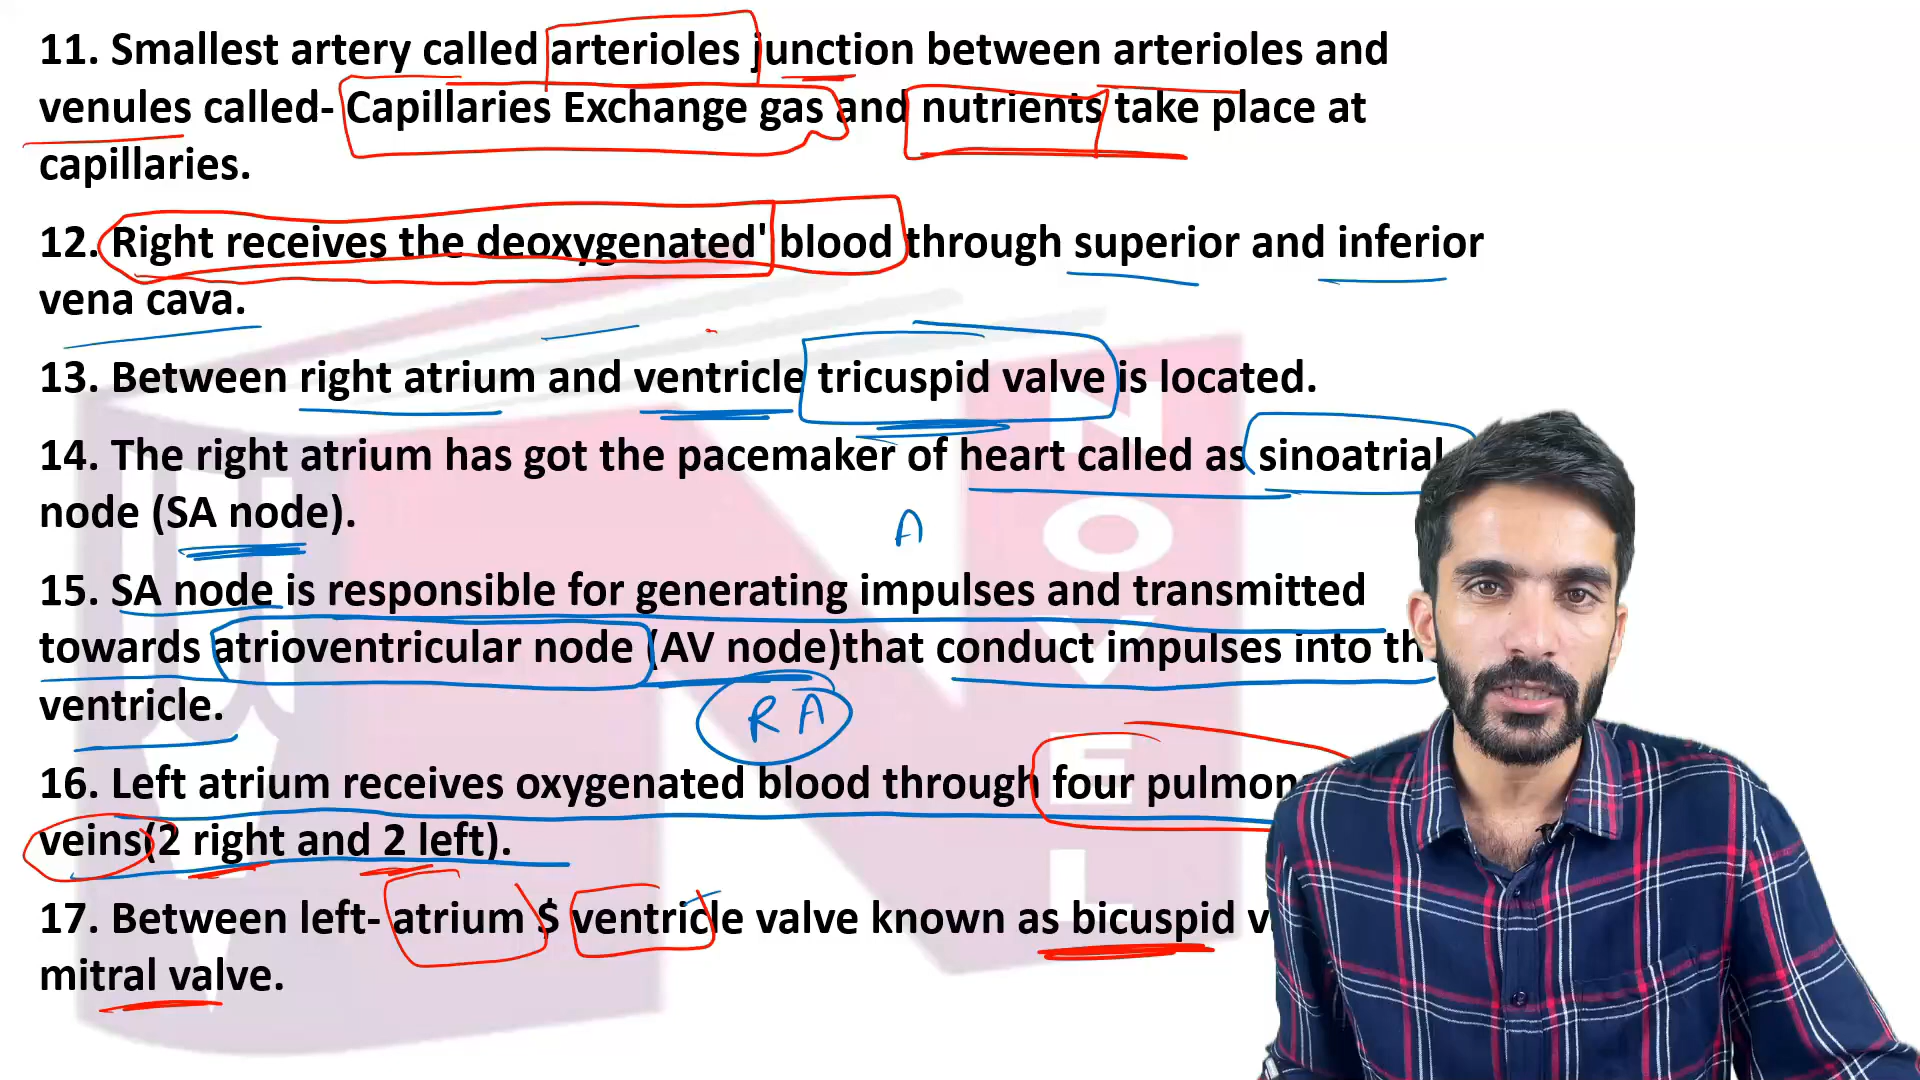 11. Smallest artery called arterioles junction between arterioles and
venules called- Capillaries Exchange gas and nutrients take place at
capillaries.
12. Right receives the deoxygenated' blood through superior and inferior
vena cava.
13. Between right atrium and ventricle tricuspid valve is located.
14. The right atrium has got the pacemaker of heart called as sinoatrial
node (SA node).
A
15. SA node is responsible for generating impulses and transmitted
towards atrioventricular node (AV node)that conduct impulses into
ventricle.
R A
16. Left atrium receives oxygenated blood through four
veins(2 right and 2 left).
17. Between left- atrium $ ventricle valve known as bicuspid
mitral valve.
NOVEL